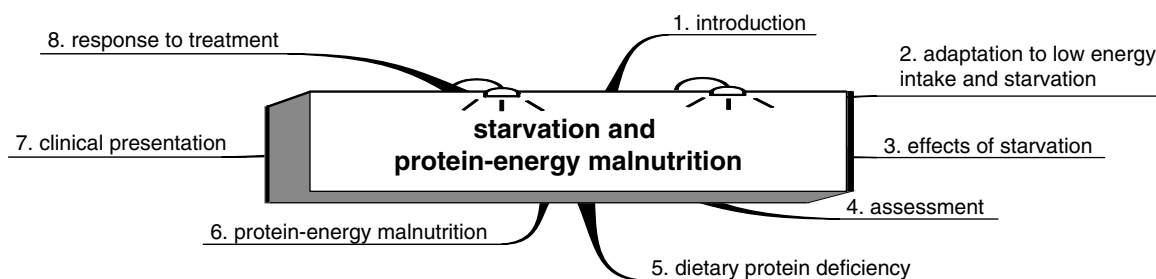 1. introduction
8. response to treatment
2. adaptation to low energy
intake and starvation
starvation and
protein-energy malnutrition
7. clinical presentation
3. effects of starvation
4. assessment
6. protein-energy malnutrition
5. dietary protein deficiency